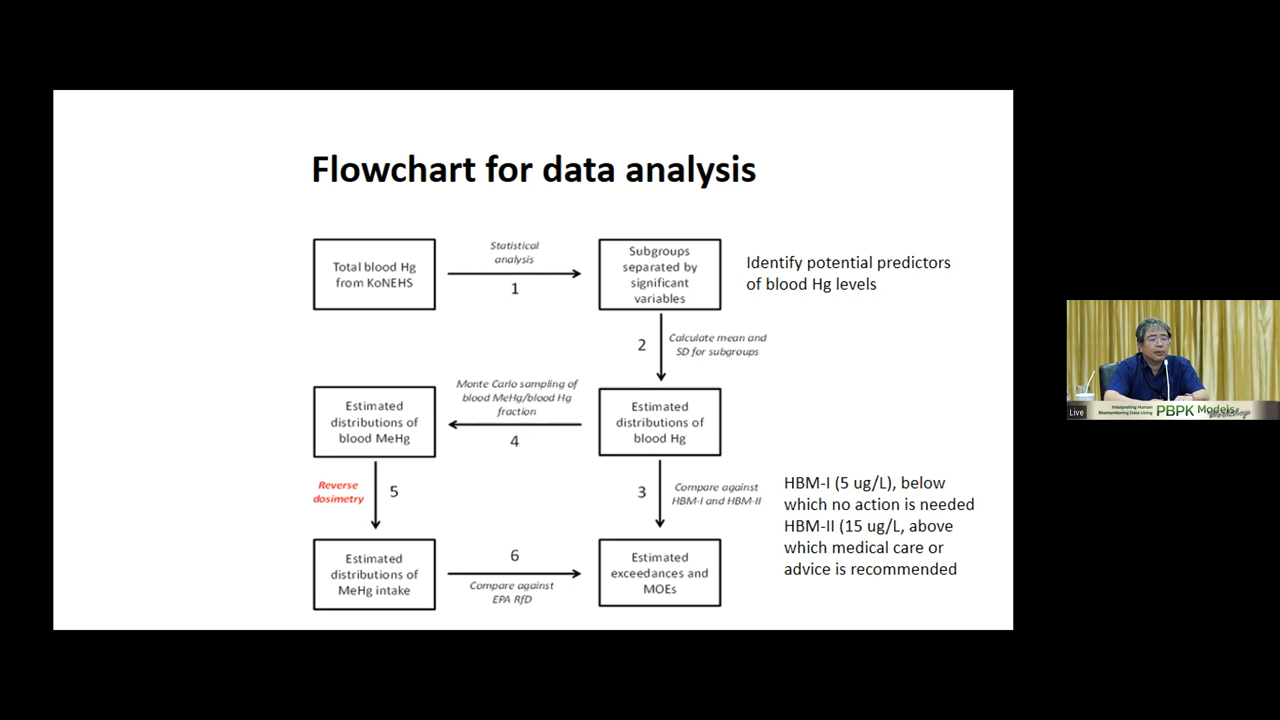 Flowchart for data analysis
Total blood Hg
from KoNEHS
Statistical
analysis
1
Subgroups
separated by
significant
variables
Identify potential predictors
of blood Hg levels
2
Calculate mean and
SD for subgroups
Estimated
distributions of
blood MeHg
Monte Carlo sampling of
blood MeHg/blood Hg
fraction
4
Estimated
distributions of
blood Hg
Reverse
dosimetry
5
3
Compare against
HBM-I and HBM-II
HBM-I (5 ug/L), below
which no action is needed
HBM-II (15 ug/L, above
which medical care or
advice is recommended
Estimated
distributions of
MeHg intake
6
Compare against
EPA RfD
Estimated
exceedances and
MOEs
Live
Interpreting Human
Biomonitoring Data Using
PBPK Models